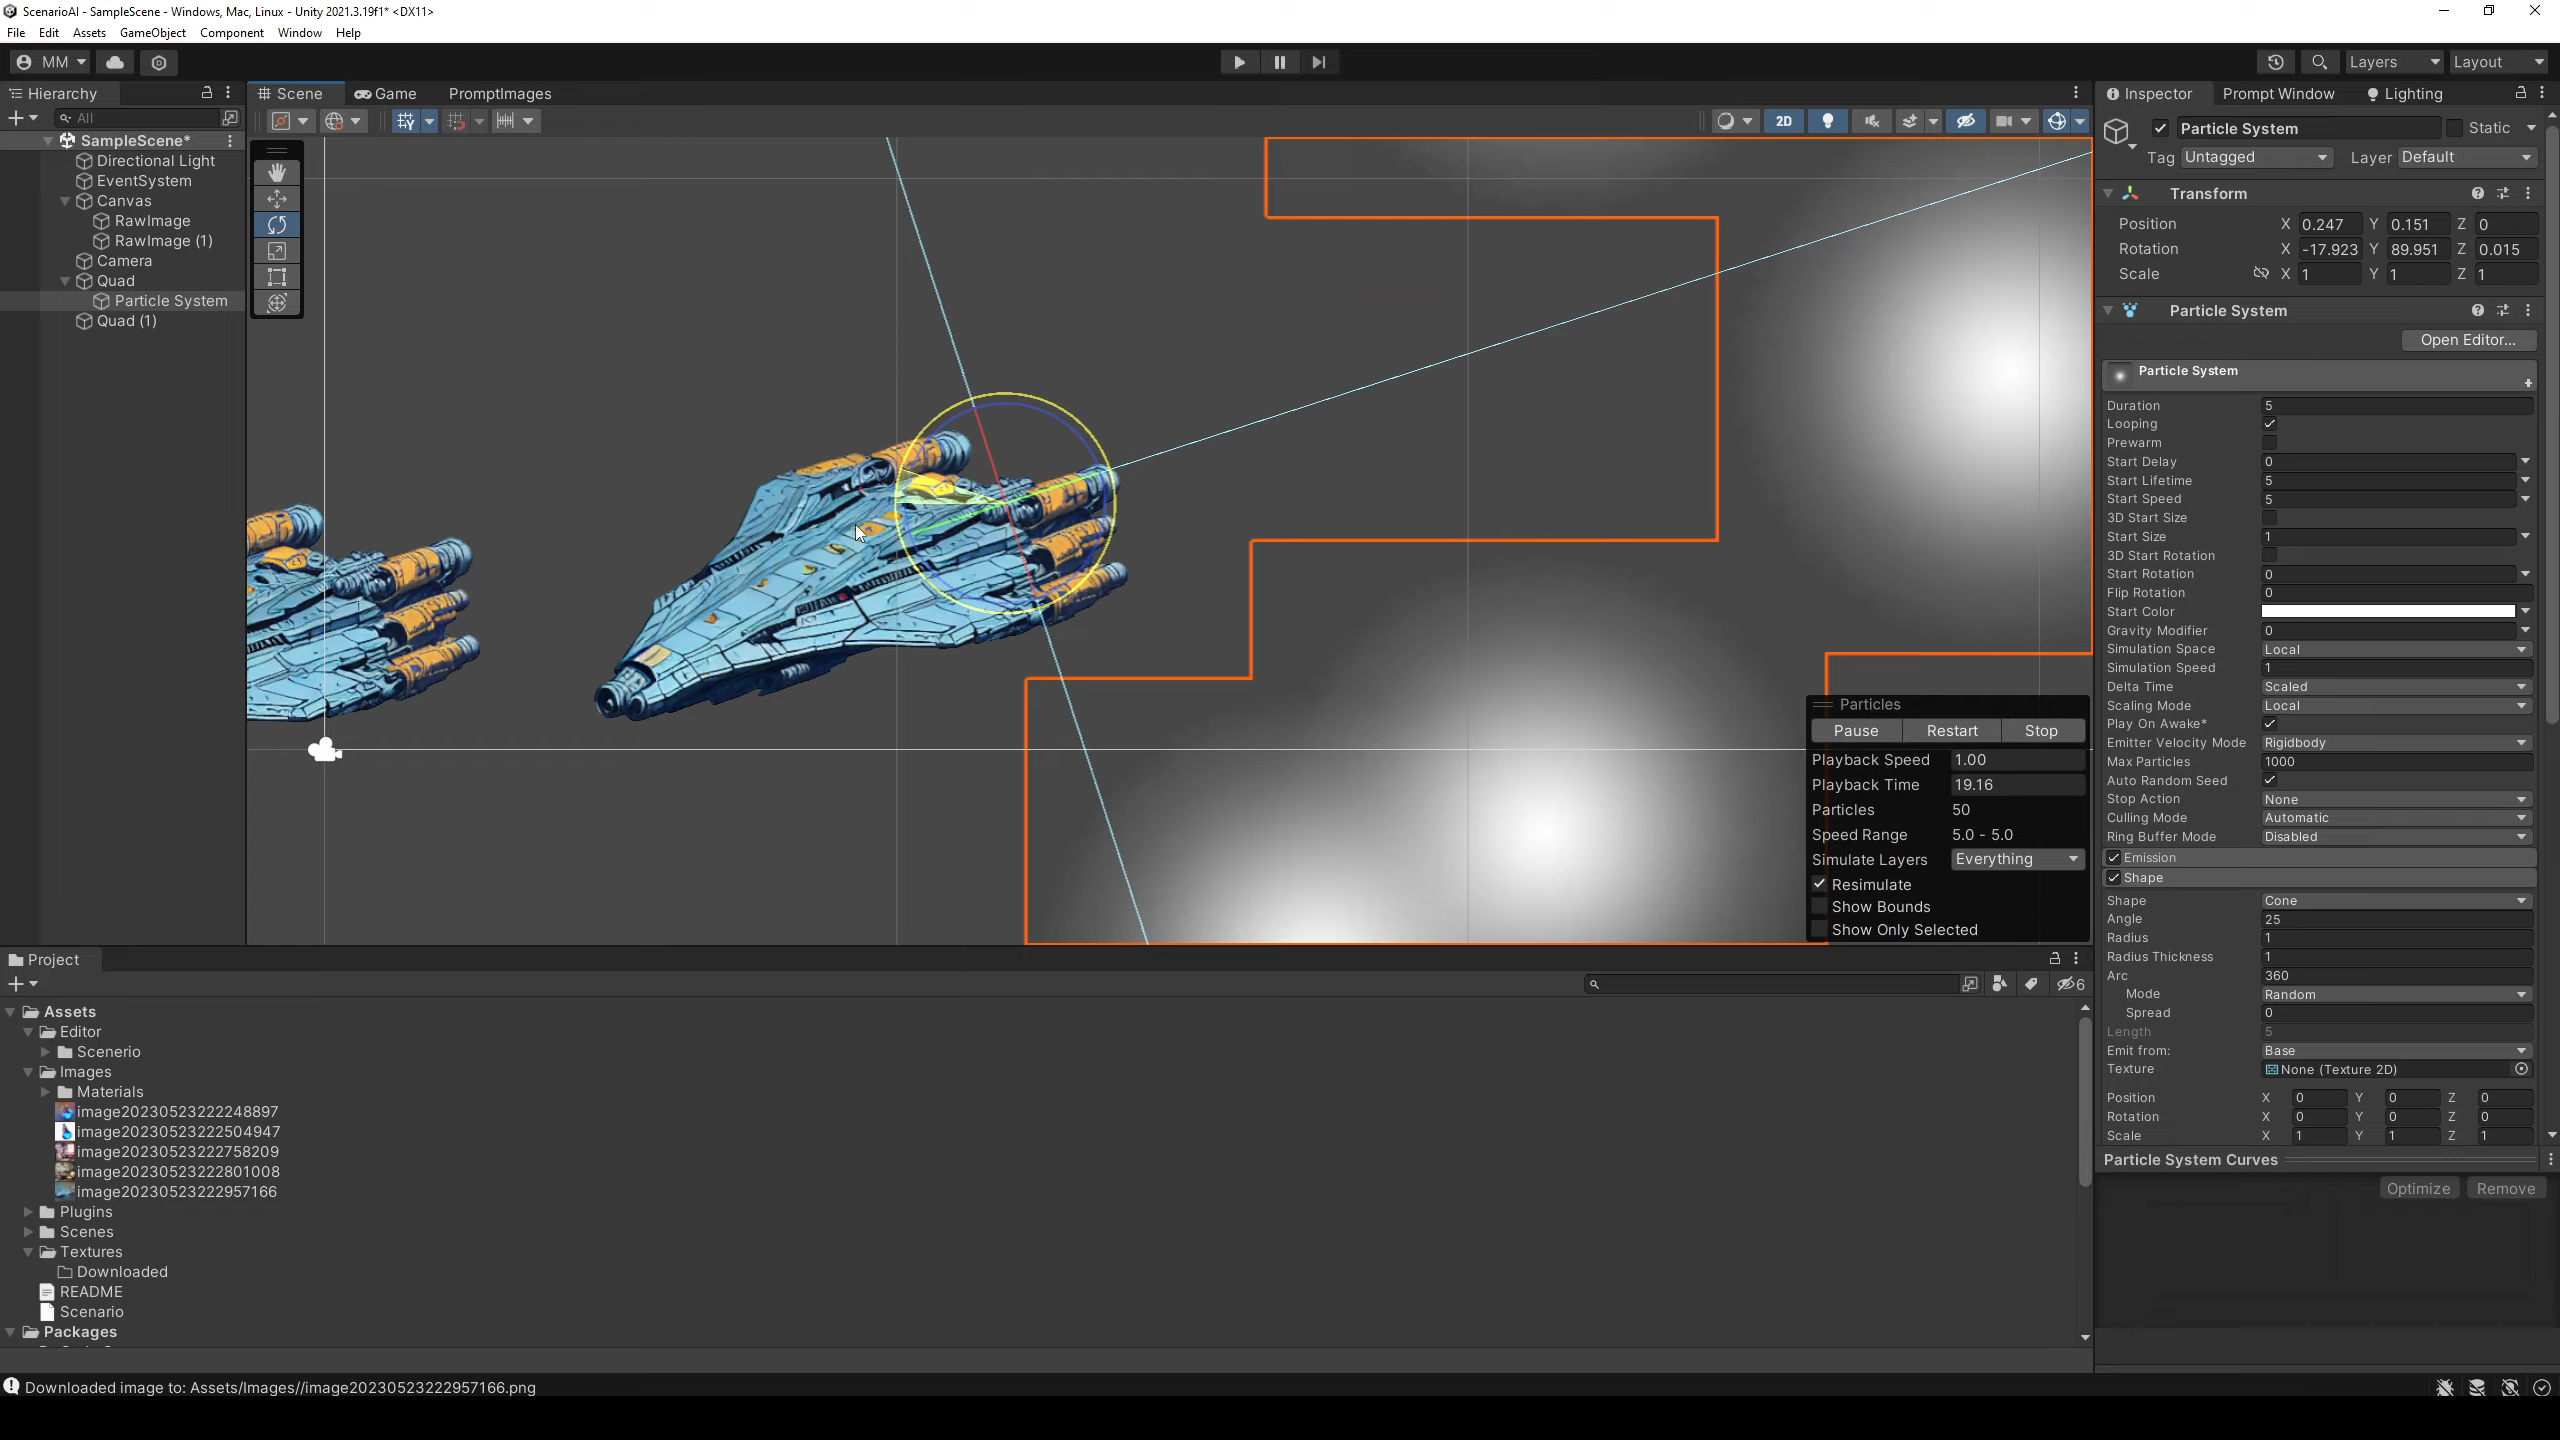 ScenarioAI - SampleScene - Windows, Mac, Linux - Unity 2021.3.19f1* <DX11>
File Edit Assets GameObject Component Window Help
MM
Layers Layout
Hierarchy
All
SampleScene*
Directional Light
EventSystem
Canvas
RawImage
RawImage (1)
Camera
Quad
Particle System
Quad (1)
Scene Game PromptImages
2D
Particles
Pause Restart Stop
Playback Speed 1.00
Playback Time 19.16
Particles 50
Speed Range 5.0 - 5.0
Simulate Layers Everything
Resimulate
Show Bounds
Show Only Selected
Inspector Prompt Window Lighting
Particle System Static
Tag Untagged Layer Default
Transform
Position X 0.247 Y 0.151 Z 0
Rotation X -17.923 Y 89.951 Z 0.015
Scale X 1 Y 1 Z 1
Particle System
Open Editor...
Particle System
Duration 5
Looping
Prewarm
Start Delay 0
Start Lifetime 5
Start Speed 5
3D Start Size
Start Size 1
3D Start Rotation
Start Rotation 0
Flip Rotation 0
Start Color
Gravity Modifier 0
Simulation Space Local
Simulation Speed 1
Delta Time Scaled
Scaling Mode Local
Play On Awake*
Emitter Velocity Mode Rigidbody
Max Particles 1000
Auto Random Seed
Stop Action None
Culling Mode Automatic
Ring Buffer Mode Disabled
Emission
Shape
Shape Cone
Angle 25
Radius 1
Radius Thickness 1
Arc 360
Mode Random
Spread 0
Length 5
Emit from: Base
Texture None (Texture 2D)
Position X 0 Y 0 Z 0
Rotation X 0 Y 0 Z 0
Scale X 1 Y 1 Z 1
Particle System Curves
Optimize Remove
Project
6
Assets
Editor
Scenerio
Images
Materials
image20230523222248897
image20230523222504947
image20230523222758209
image20230523222801008
image20230523222957166
Plugins
Scenes
Textures
Downloaded
README
Scenario
Packages
Downloaded image to: Assets/Images//image20230523222957166.png